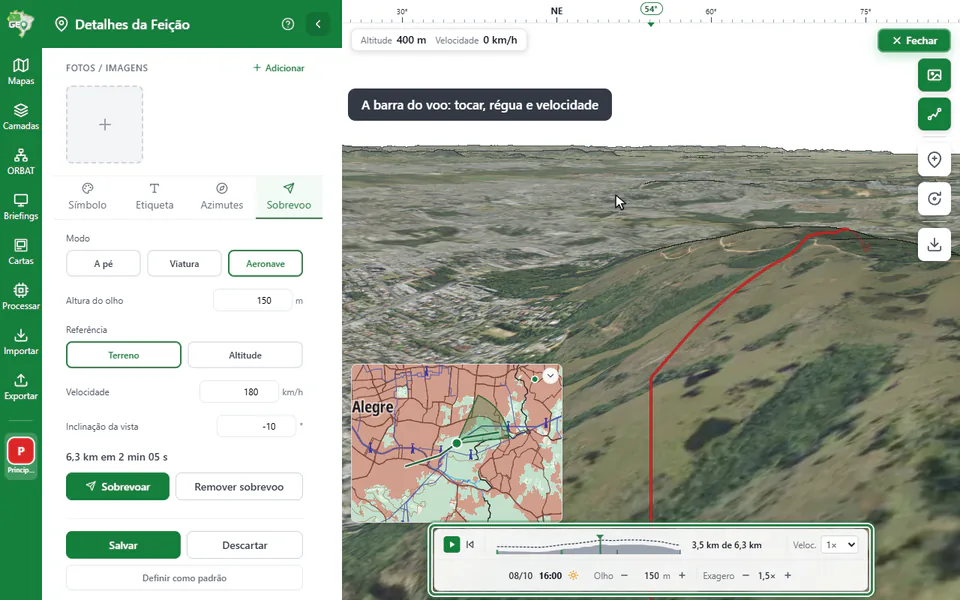 GEO
Detalhes da Feição
Mapas
Camadas
ORBAT
Briefings
Cartas
Processar
Importar
Exportar
P
Princip...
FOTOS / IMAGENS
+ Adicionar
+
Símbolo
Etiqueta
Azimutes
Sobrevoo
Modo
A pé
Viatura
Aeronave
Altura do olho
150
m
Referência
Terreno
Altitude
Velocidade
180
km/h
Inclinação da vista
-10
°
6,3 km em 2 min 05 s
Sobrevoar
Remover sobrevoo
Salvar
Descartar
Definir como padrão
30°
NE
54°
60°
75°
Altitude 400 m Velocidade 0 km/h
Fechar
A barra do voo: tocar, régua e velocidade
Alegre
3,5 km de 6,3 km
Veloc. 1×
08/10 16:00
Olho − 150 m +
Exagero − 1,5× +